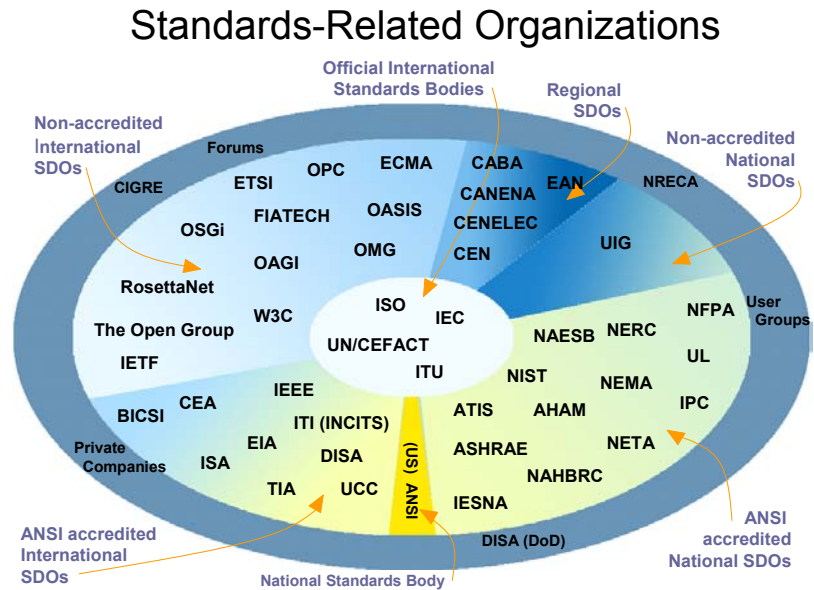 Standards-Related Organizations
Official International
Standards Bodies
Regional
SDOs
Non-accredited
International
SDOs
Non-accredited
National
SDOs
Forums
CIGRE
NRECA
ETSI
OPC
ECMA
CABA
EAN
CANENA
OSGi
FIATECH
OASIS
CENELEC
UIG
OAGI
OMG
CEN
RosettaNet
ISO
IEC
The Open Group
W3C
UN/CEFACT
ITU
IETF
NAESB
NERC
NFPA
User
Groups
UL
NIST
NEMA
IPC
BICSI
CEA
IEEE
ITI (INCITS)
ATIS
AHAM
NETA
Private
Companies
ISA
EIA
DISA
(US) ANSI
ASHRAE
NAHBRC
TIA
UCC
IESNA
DISA (DoD)
ANSI accredited
International
SDOs
National Standards Body
ANSI
accredited
National SDOs